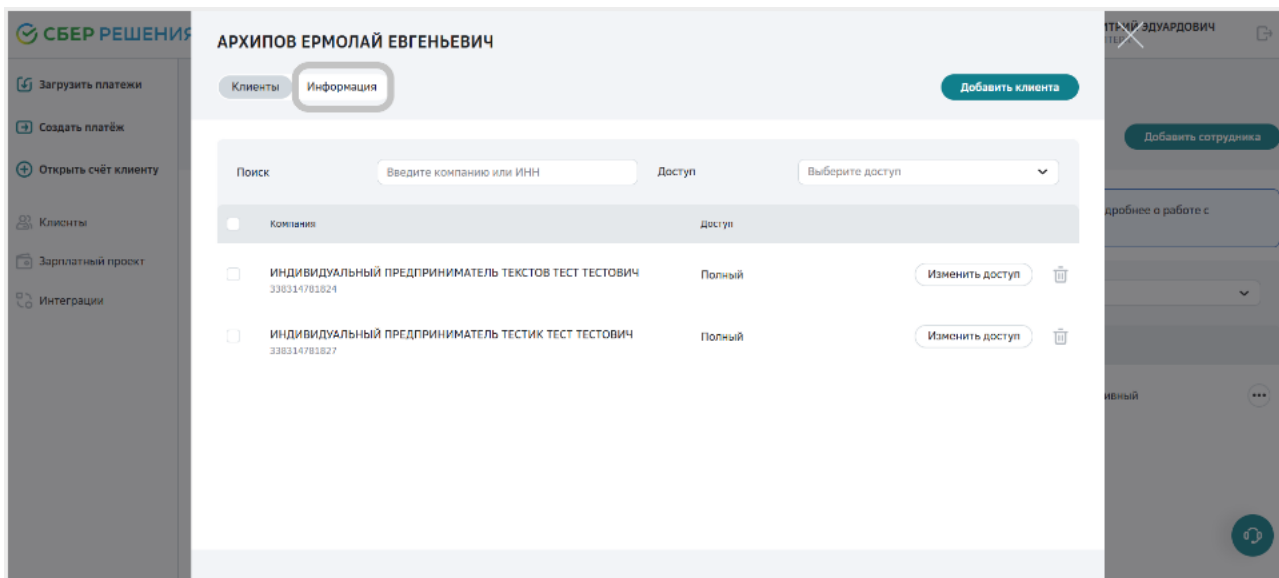 СБЕР РЕШЕНИЯ
АРХИПОВ ЕРМОЛАЙ ЕВГЕНЬЕВИЧ
ЭДУАРДОВИЧ
Клиенты
Информация
Добавить клиента
Загрузить платежи
Создать платёж
Открыть счёт клиенту
Клиенты
Зарплатный проект
Интеграции
Добавить сотрудника
Поиск
Введите компанию или ИНН
Доступ
Выберите доступ
дробнее о работе с
Компания
Доступ
ИНДИВИДУАЛЬНЫЙ ПРЕДПРИНИМАТЕЛЬ ТЕКСТОВ ТЕСТ ТЕСТОВИЧ
338314781824
Полный
Изменить доступ
ИНДИВИДУАЛЬНЫЙ ПРЕДПРИНИМАТЕЛЬ ТЕСТИК ТЕСТ ТЕСТОВИЧ
338314781827
Полный
Изменить доступ
ивный